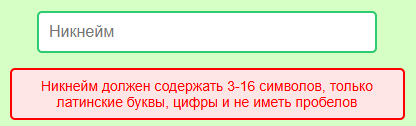 Никнейм
Никнейм должен содержать 3-16 символов, только
латинские буквы, цифры и не иметь пробелов